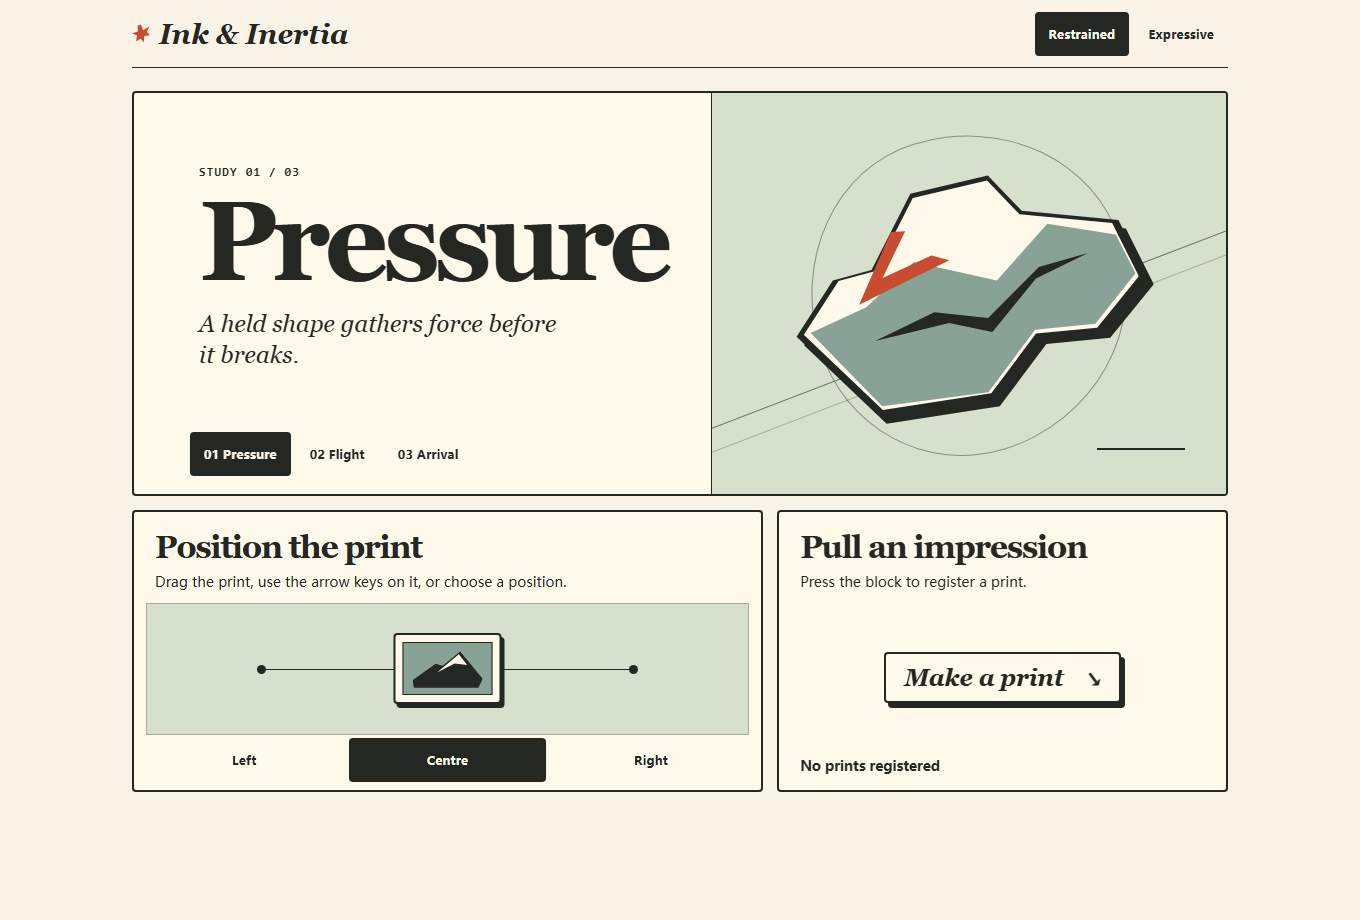 Ink & Inertia
Restrained
Expressive
STUDY 01 / 03
Pressure
A held shape gathers force before
it breaks.
01 Pressure
02 Flight
03 Arrival
Position the print
Drag the print, use the arrow keys on it, or choose a position.
Left
Centre
Right
Pull an impression
Press the block to register a print.
Make a print ↘
No prints registered